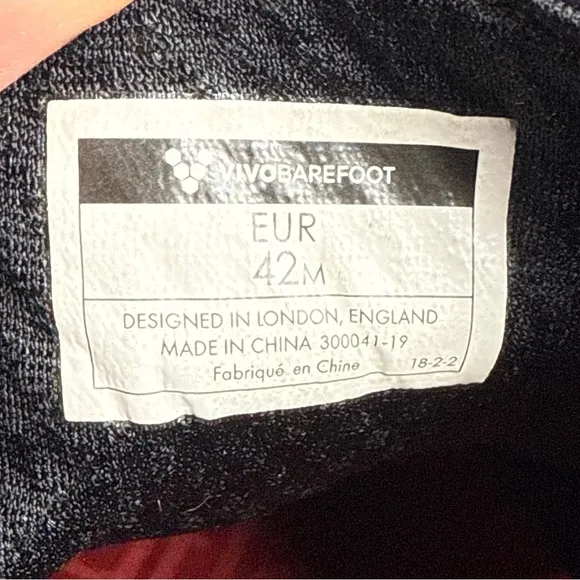 VIVOBAREFOOT
EUR
42M
DESIGNED IN LONDON, ENGLAND
MADE IN CHINA 300041-19
Fabriqué en Chine 18-2-2